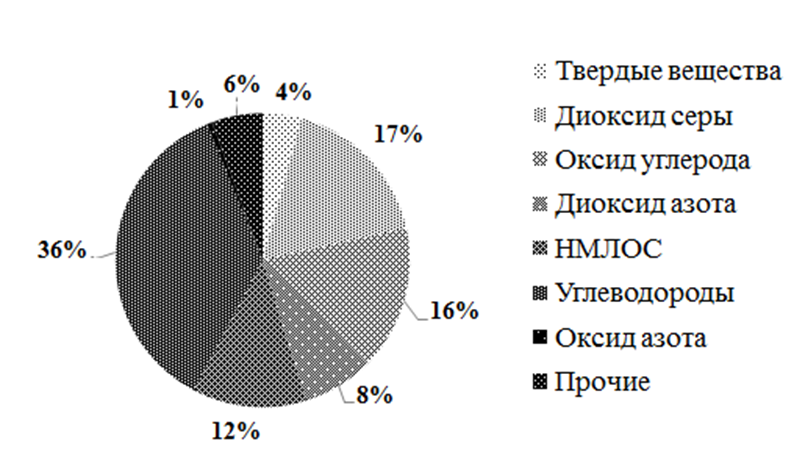 6%
4%
1%
17%
36%
16%
8%
12%
Твердые вещества
Диоксид серы
Оксид углерода
Диоксид азота
НМЛОС
Углеводороды
Оксид азота
Прочие